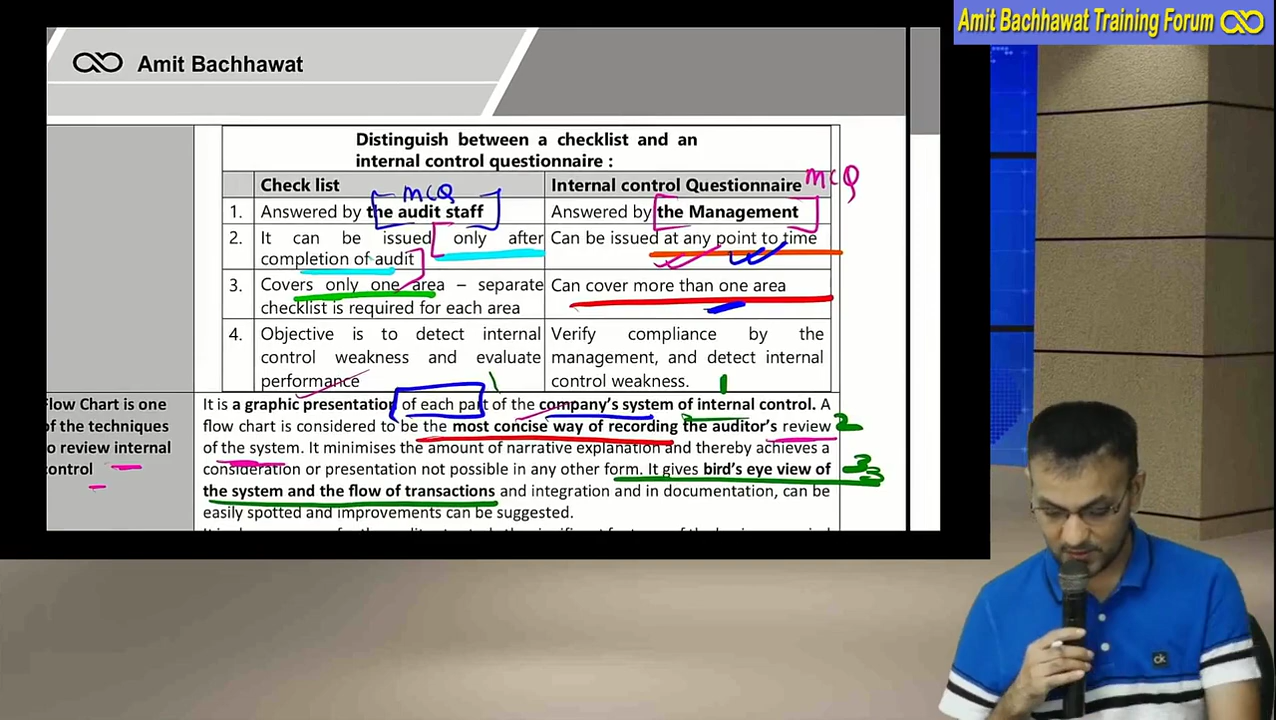 Amit Bachhawat Training Forum
Amit Bachhawat
Distinguish between a checklist and an
internal control questionnaire :
Check list
Internal control Questionnaire
MCQ
MCQ
1. Answered by the audit staff
Answered by the Management
2. It can be issued only after
completion of audit
Can be issued at any point to time
3. Covers only one area – separate
checklist is required for each area
Can cover more than one area
4. Objective is to detect internal
control weakness and evaluate
performance
Verify compliance by the
management, and detect internal
control weakness.
1
Flow Chart is one
of the techniques
to review internal
control
It is a graphic presentation of each part of the company's system of internal control. A
flow chart is considered to be the most concise way of recording the auditor's review
2
of the system. It minimises the amount of narrative explanation and thereby achieves a
consideration or presentation not possible in any other form. It gives bird's eye view of
3
3
the system and the flow of transactions and integration and in documentation, can be
easily spotted and improvements can be suggested.
ck